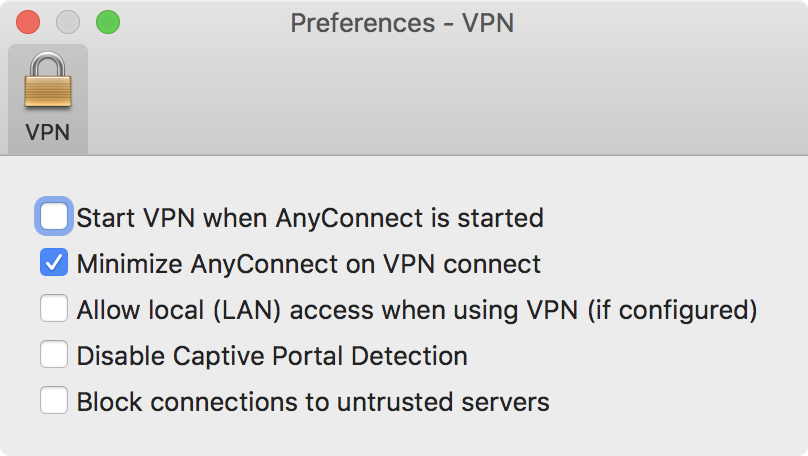 Preferences - VPN
VPN
Start VPN when AnyConnect is started
Minimize AnyConnect on VPN connect
Allow local (LAN) access when using VPN (if configured)
Disable Captive Portal Detection
Block connections to untrusted servers